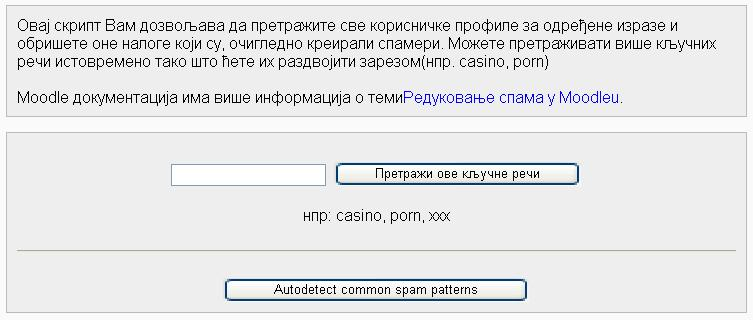 Овај скрипт Вам дозвољава да претражите све корисничке профиле за одређене изразе и
обришете оне налоге који су, очигледно креирали спамери. Можете претраживати више кључних
речи истовремено тако што ћете их раздвојити зарезом(нпр. casino, porn)
Moodle документација има више информација о темиРедуковање спама у Moodleu.
Претражи ове кључне речи
нпр: casino, porn, xxx
Autodetect common spam patterns